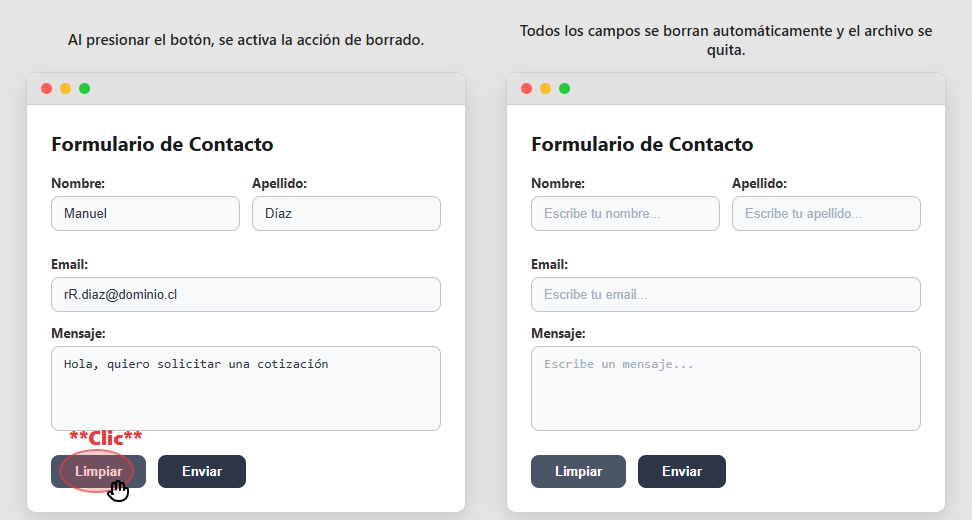 Al presionar el botón, se activa la acción de borrado.
Formulario de Contacto
Nombre: Apellido:
Manuel Díaz
Email:
rR.diaz@dominio.cl
Mensaje:
Hola, quiero solicitar una cotización
**Clic**
Limpiar Enviar
Todos los campos se borran automáticamente y el archivo se
quita.
Formulario de Contacto
Nombre: Apellido:
Escribe tu nombre... Escribe tu apellido...
Email:
Escribe tu email...
Mensaje:
Escribe un mensaje...
Limpiar Enviar